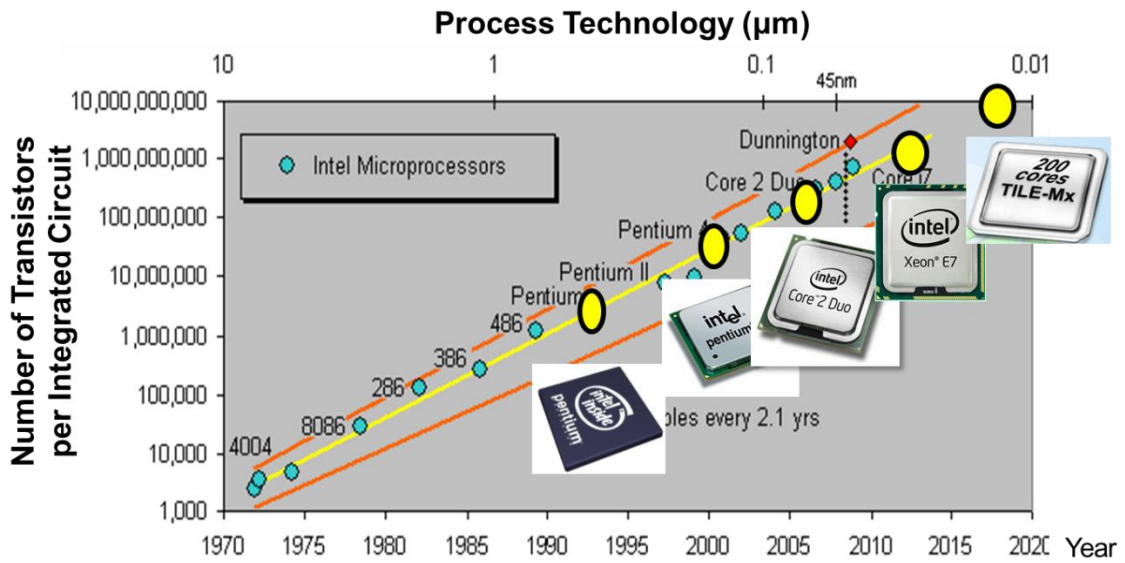 Process Technology (µm)
10 1 0.1 0.01
45nm
Number of Transistors
per Integrated Circuit
10,000,000,000
1,000,000,000
100,000,000
10,000,000
1,000,000
100,000
10,000
1,000
Intel Microprocessors
Dunnington
Core i7
Core 2 Duo
Pentium 4
Pentium II
Pentium
486
386
286
8086
4004
200
cores
TILE-Mx
intel
Xeon® E7
intel
Core™2 Duo
intel
pentium
intel
inside
pentium
bles every 2.1 yrs
1970 1975 1980 1985 1990 1995 2000 2005 2010 2015 2020 Year